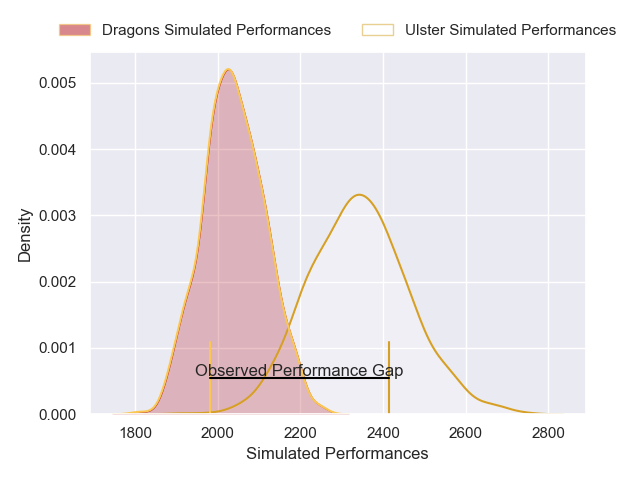 Dragons Simulated Performances
Ulster Simulated Performances
0.005
0.004
0.003
0.002
0.001
0.000
Density
Observed Performance Gap
1800 2000 2200 2400 2600 2800
Simulated Performances